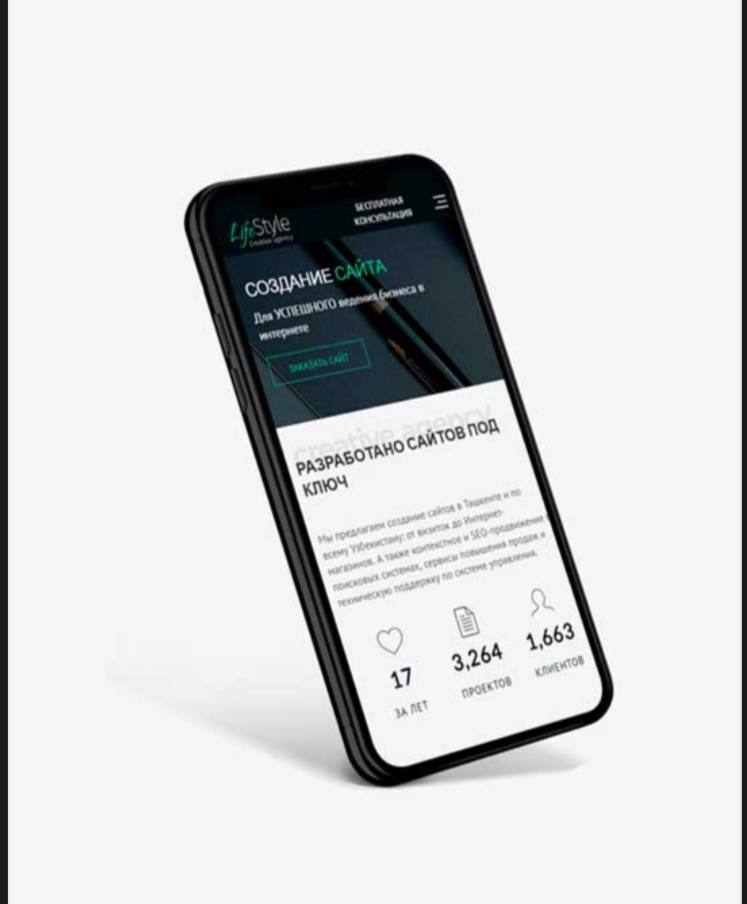 LifeStyle
Creative agency
БЕСПЛАТНАЯ
КОНСУЛЬТАЦИЯ
СОЗДАНИЕ САЙТА
Для УСПЕШНОГО ведения бизнеса в
интернете
ЗАКАЗАТЬ САЙТ
creative agency
РАЗРАБОТАНО САЙТОВ ПОД
КЛЮЧ
Мы предлагаем создание сайтов в Ташкенте и по
всему Узбекистану: от визиток до Интернет-
магазинов. А также контекстное и SEO-продвижение
поисковых системах, сервисы повышения продаж и
техническую поддержку по системе управления.
17
ЗА ЛЕТ
3,264
ПРОЕКТОВ
1,663
КЛИЕНТОВ